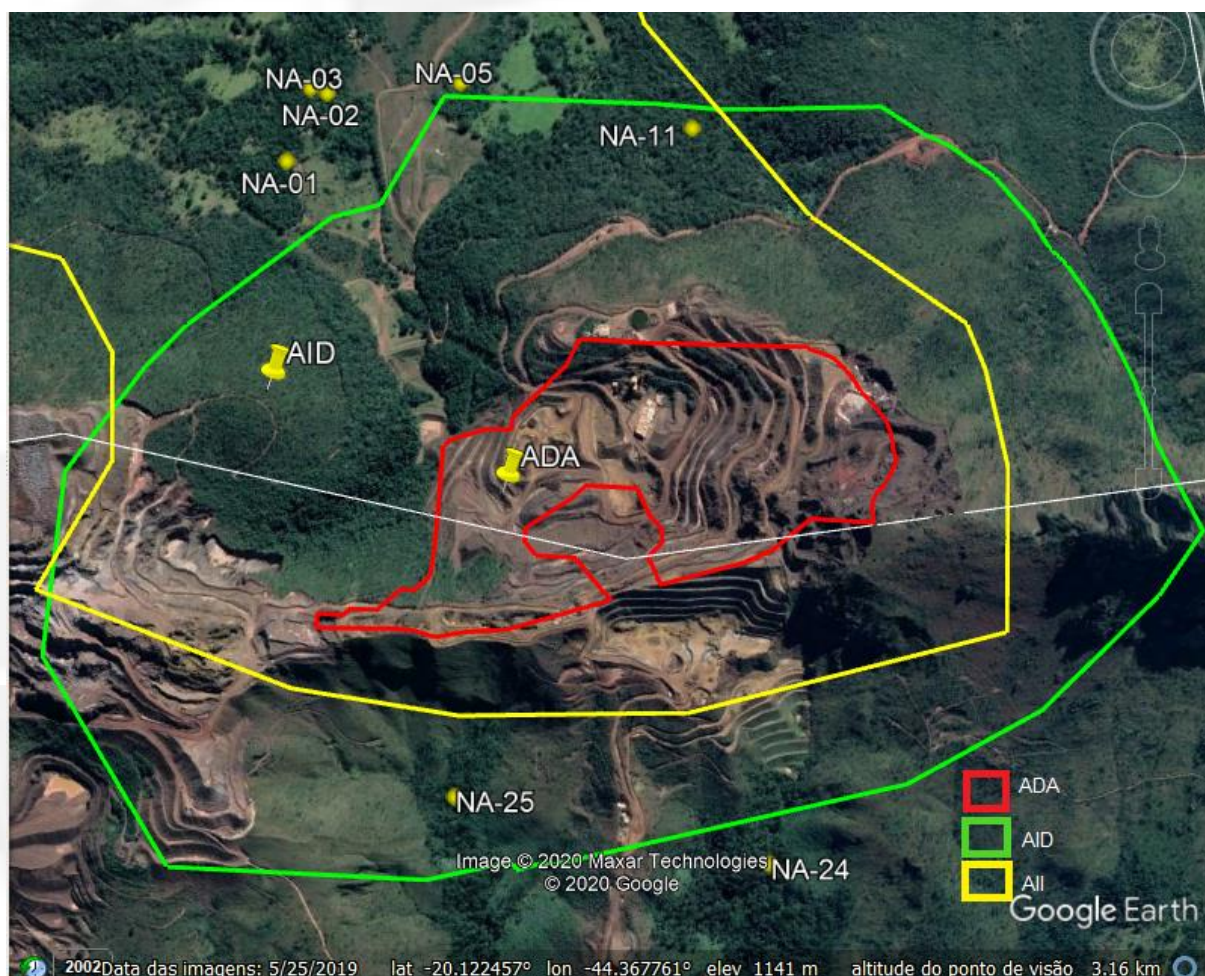 NA-03
NA-05
NA-02
NA-11
NA-01
AID
ADA
ADA
NA-25
AID
Image © 2020 Maxar Technologies
NA-24
© 2020 Google
AII
Google Earth
2002
Data das imagens: 5/25/2019 lat -20.122457° lon -44.367761° elev 1141 m altitude do ponto de visão 3.16 km